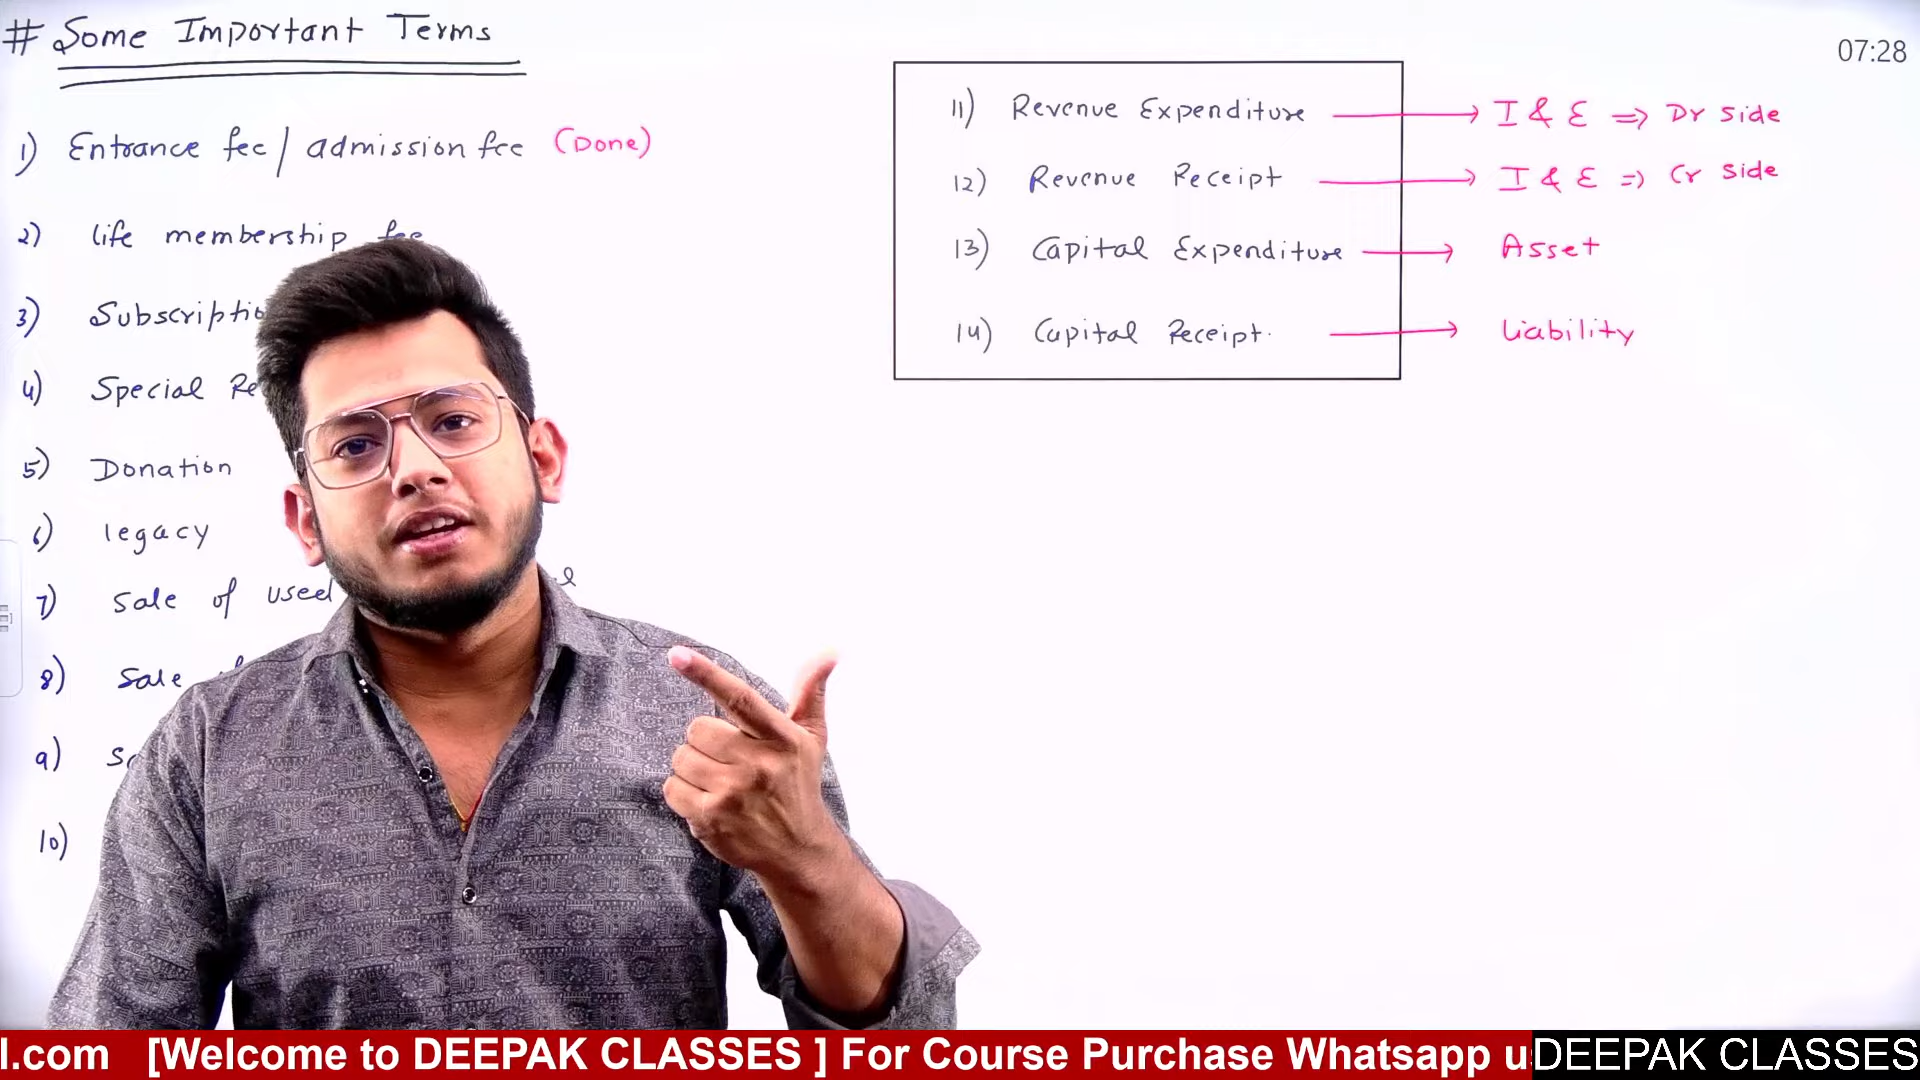 # Some Important Terms
07:28
1) Entrance fee / admission fee (Done)
2) life membership fee
3) Subscriptio
4) Special Re
5) Donation
6) legacy
7) Sale of used
8) Sale
9) S
10)
11) Revenue Expenditure → I & E ⇒ Dr side
12) Revenue Receipt → I & E ⇒ Cr side
13) Capital Expenditure → Asset
14) Capital Receipt. → Liability
l.com [Welcome to DEEPAK CLASSES ] For Course Purchase Whatsapp u
DEEPAK CLASSES